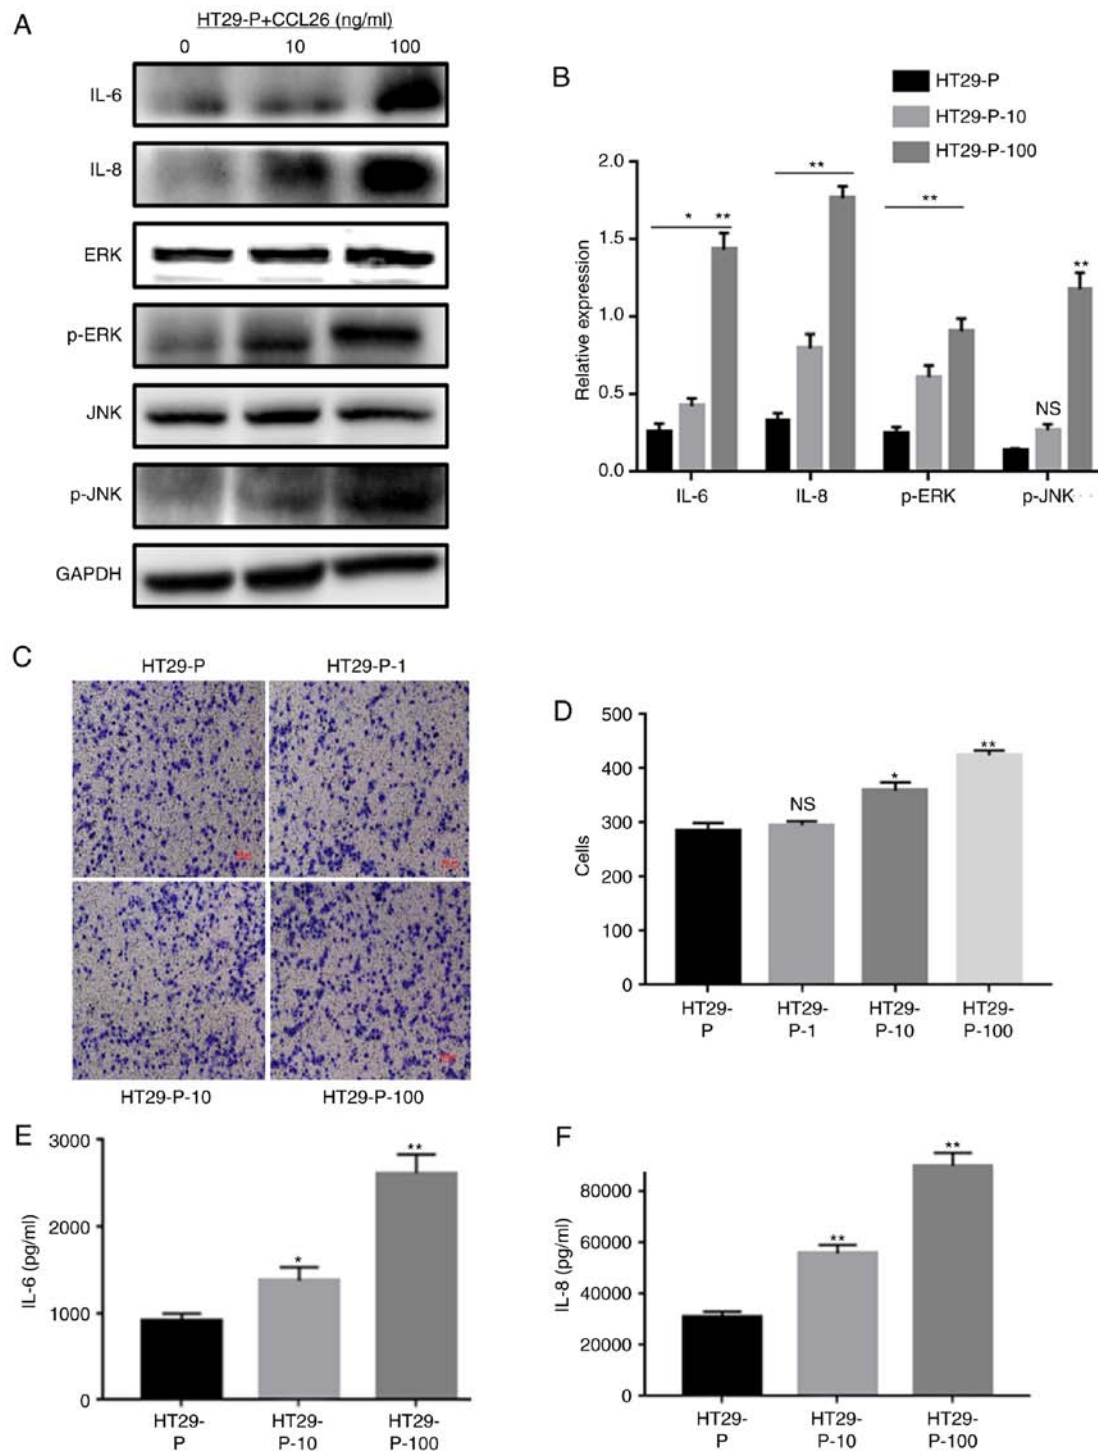 A
HT29-P+CCL26 (ng/ml)
0 10 100
IL-6
IL-8
ERK
p-ERK
JNK
p-JNK
GAPDH
B
HT29-P
HT29-P-10
HT29-P-100
Relative expression
2.0
1.5
1.0
0.5
0.0
* **
**
**
NS
**
IL-6 IL-8 p-ERK p-JNK
C
HT29-P HT29-P-1
HT29-P-10 HT29-P-100
D
Cells
500
400
300
200
100
0
NS
*
**
HT29- HT29- HT29- HT29-
P P-1 P-10 P-100
E
IL-6 (pg/ml)
3000
2000
1000
0
*
**
HT29- HT29- HT29-
P P-10 P-100
F
IL-8 (pg/ml)
80000
60000
40000
20000
0
**
**
HT29- HT29- HT29-
P P-10 P-100